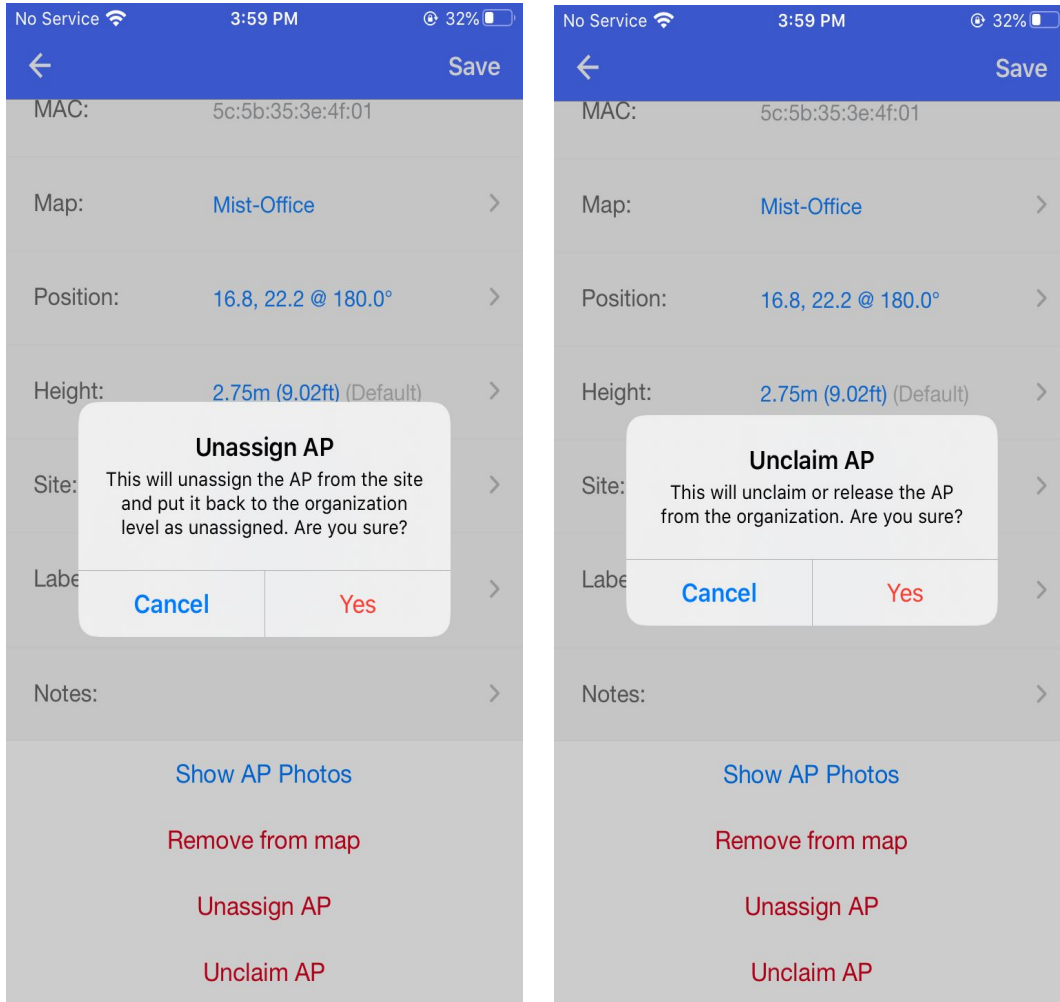 No Service 3:59 PM 32%
Save
MAC: 5c:5b:35:3e:4f:01
Map: Mist-Office
Position: 16.8, 22.2 @ 180.0°
Height: 2.75m (9.02ft) (Default)
Unassign AP
Site: This will unassign the AP from the site
and put it back to the organization
level as unassigned. Are you sure?
Labe
Cancel Yes
Notes:
Show AP Photos
Remove from map
Unassign AP
Unclaim AP
No Service 3:59 PM 32%
Save
MAC: 5c:5b:35:3e:4f:01
Map: Mist-Office
Position: 16.8, 22.2 @ 180.0°
Height: 2.75m (9.02ft) (Default)
Unclaim AP
Site: This will unclaim or release the AP
from the organization. Are you sure?
Labe
Cancel Yes
Notes:
Show AP Photos
Remove from map
Unassign AP
Unclaim AP